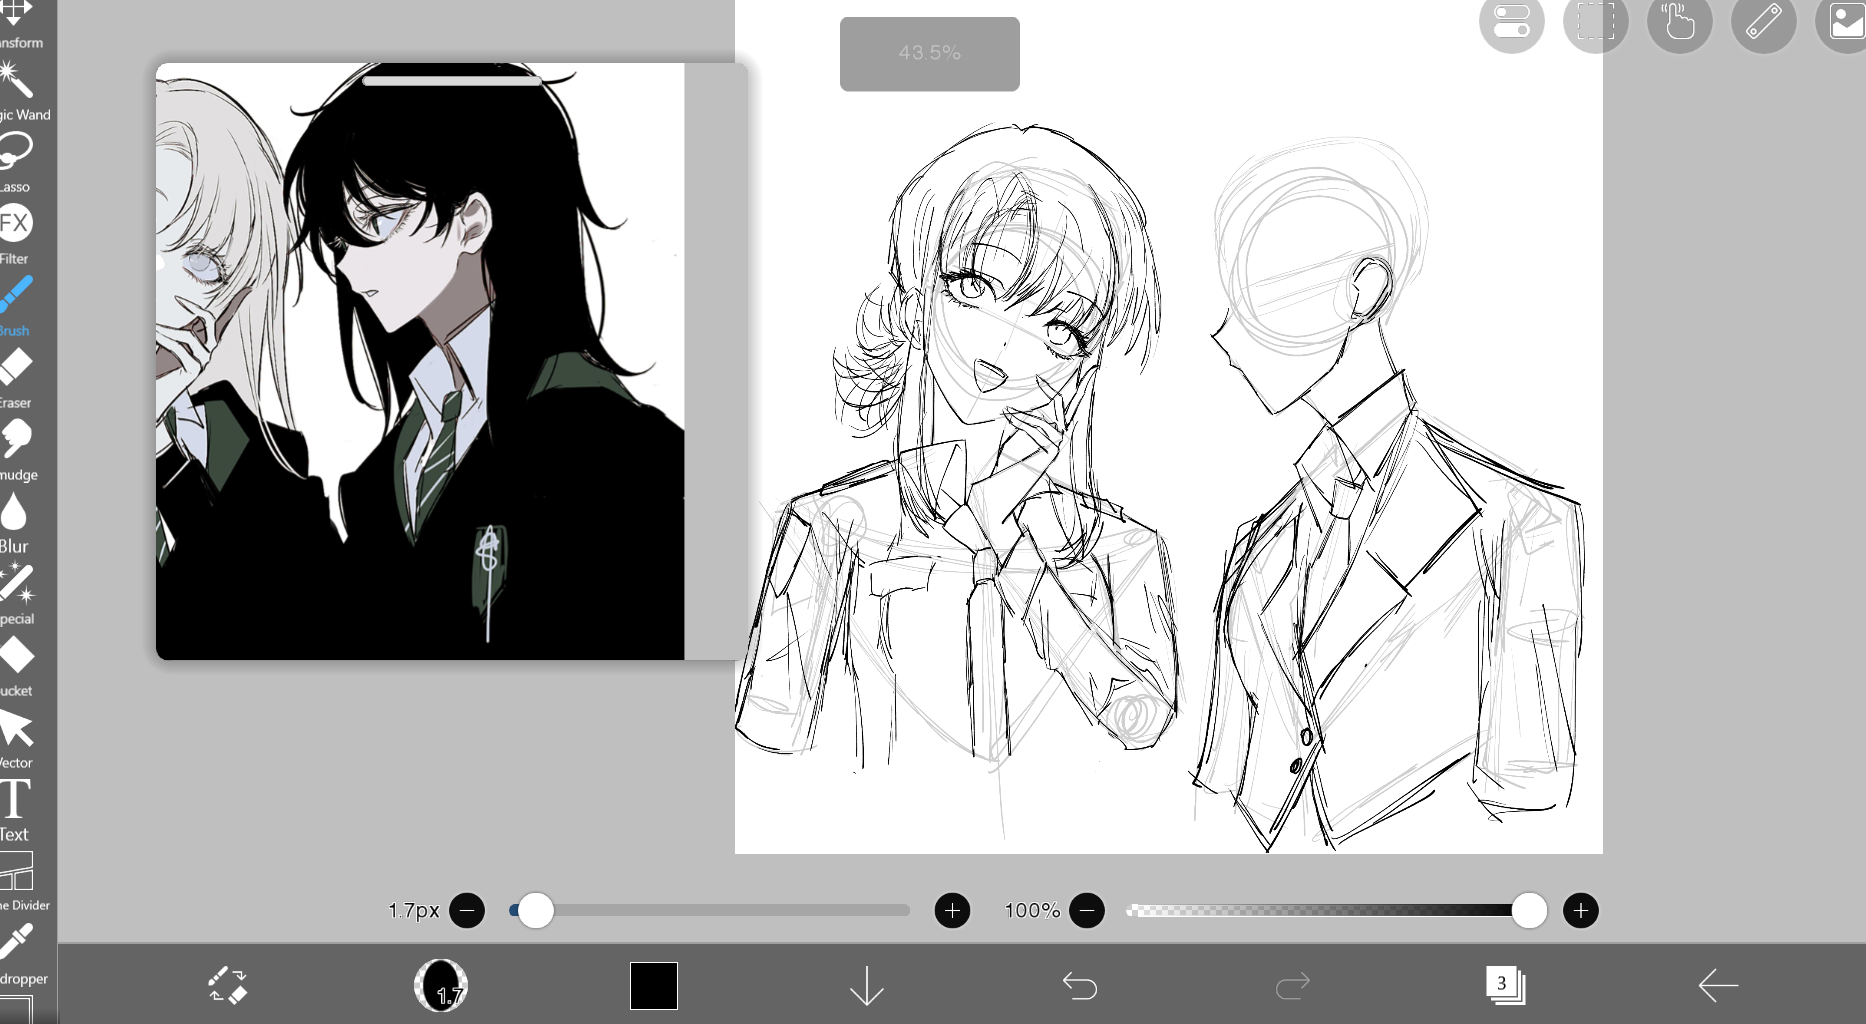 nsform
gic Wand
Lasso
FX
Filter
Brush
Eraser
mudge
Blur
pecial
ucket
Vector
T
Text
ne Divider
dropper
43.5%
1.7px
100%
1.7
3